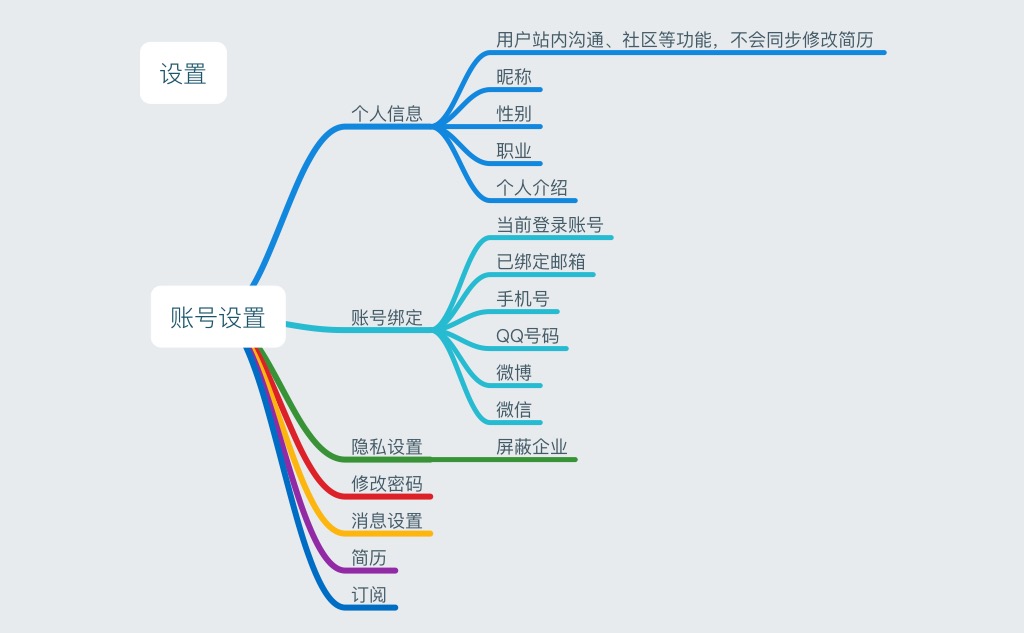 设置
账号设置
个人信息
用户站内沟通、社区等功能，不会同步修改简历
昵称
性别
职业
个人介绍
账号绑定
当前登录账号
已绑定邮箱
手机号
QQ号码
微博
微信
隐私设置
屏蔽企业
修改密码
消息设置
简历
订阅